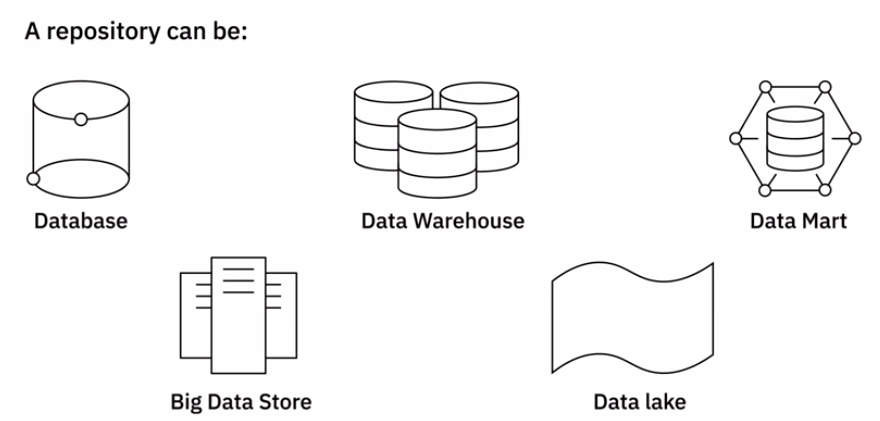 A repository can be:
Database
Data Warehouse
Data Mart
Big Data Store
Data lake